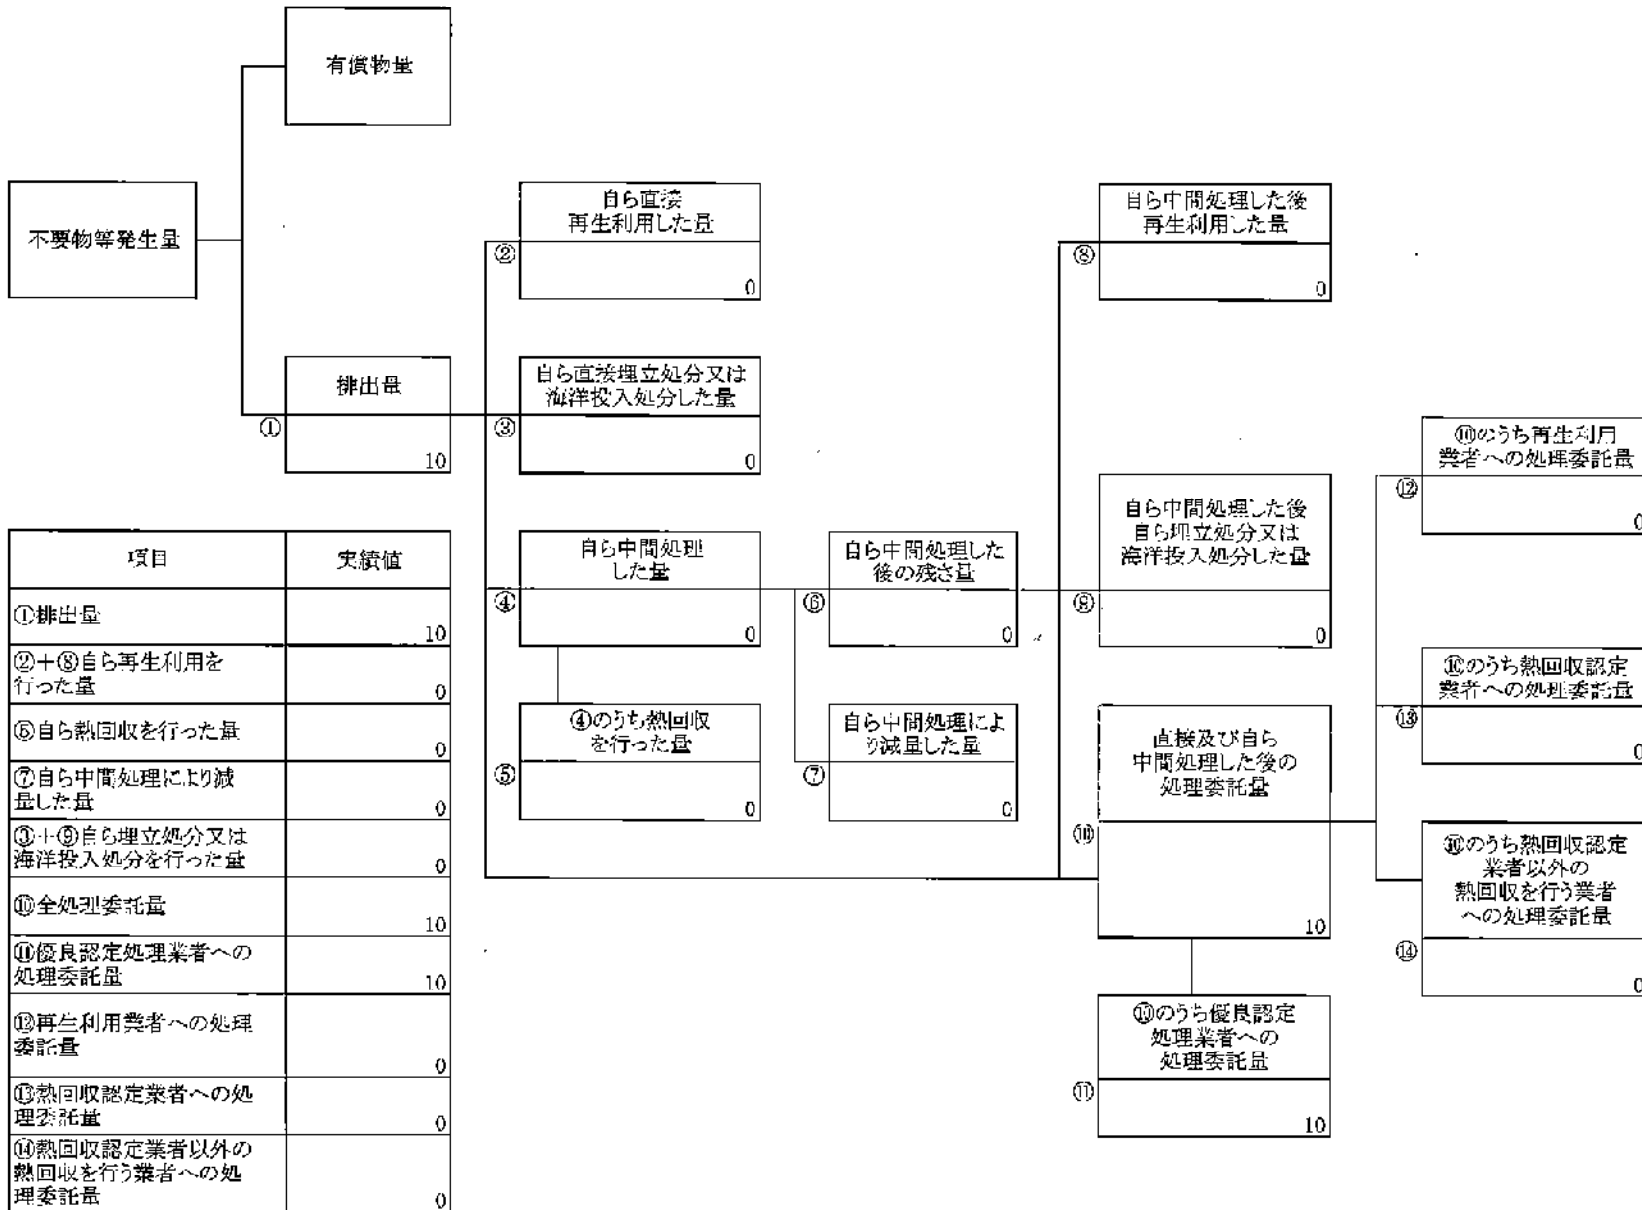 有償物量
不要物等発生量
排出量
①
10
自ら直接
再生利用した量
②
0
自ら直接埋立処分又は
海洋投入処分した量
③
0
自ら中間処理
した量
④
0
④のうち熱回収
を行った量
⑤
0
自ら中間処理した
後の残さ量
⑥
0
自ら中間処理によ
り減量した量
⑦
0
自ら中間処理した後
再生利用した量
⑧
0
自ら中間処理した後
自ら埋立処分又は
海洋投入処分した量
⑨
0
直接及び自ら
中間処理した後の
処理委託量
⑩
10
⑩のうち優良認定
処理業者への
処理委託量
⑪
10
⑩のうち再生利用
業者への処理委託量
⑫
0
⑩のうち熱回収認定
業者への処理委託量
⑬
0
⑩のうち熱回収認定
業者以外の
熱回収を行う業者
への処理委託量
⑭
0
項目 実績値
①排出量
10
②+⑧自ら再生利用を
行った量
0
⑤自ら熱回収を行った量
0
⑦自ら中間処理により減
量した量
0
③+⑨自ら埋立処分又は
海洋投入処分を行った量
0
⑩全処理委託量
10
⑪優良認定処理業者への
処理委託量
10
⑫再生利用業者への処理
委託量
0
⑬熱回収認定業者への処
理委託量
0
⑭熱回収認定業者以外の
熱回収を行う業者への処
理委託量
0